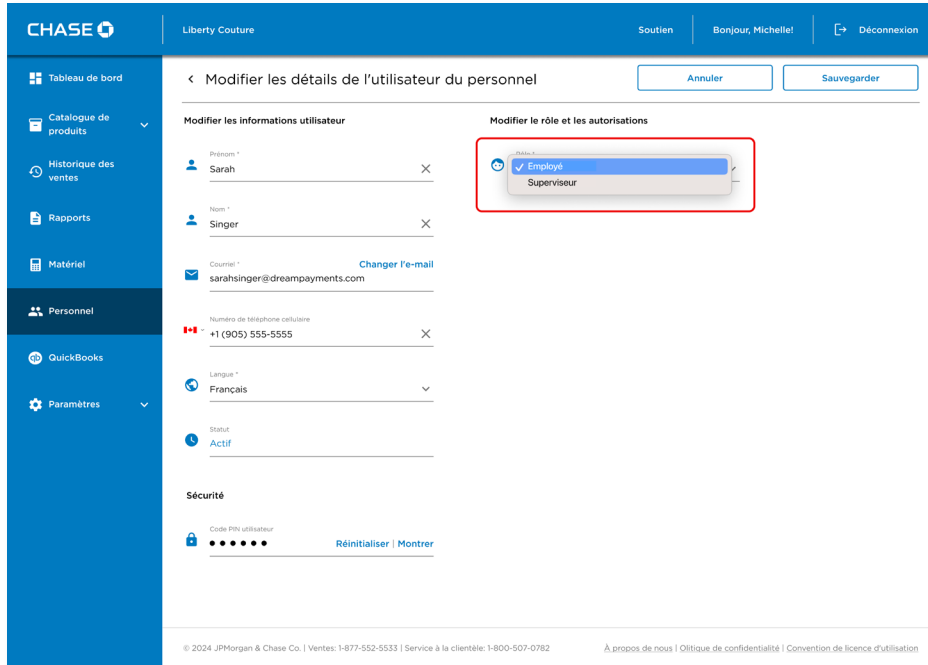 CHASE
Liberty Couture
Soutien
Bonjour, Michelle!
Déconnexion
Tableau de bord
Catalogue de
produits
Historique des
ventes
Rapports
Matériel
Personnel
qb QuickBooks
Paramètres
Modifier les détails de l'utilisateur du personnel
Annuler
Sauvegarder
Modifier les informations utilisateur
Prénom *
Sarah
Nom *
Singer
Courriel *
Changer l'e-mail
sarahsinger@dreampayments.com
Numéro de téléphone cellulaire
+1 (905) 555-5555
Langue *
Français
Statut
Actif
Sécurité
Code PIN utilisateur
Réinitialiser | Montrer
Modifier le rôle et les autorisations
Rôle *
Employé
Superviseur
© 2024 JPMorgan & Chase Co. | Ventes: 1-877-552-5533 | Service à la clientèle: 1-800-507-0782
À propos de nous | Olitique de confidentialité | Convention de licence d'utilisation